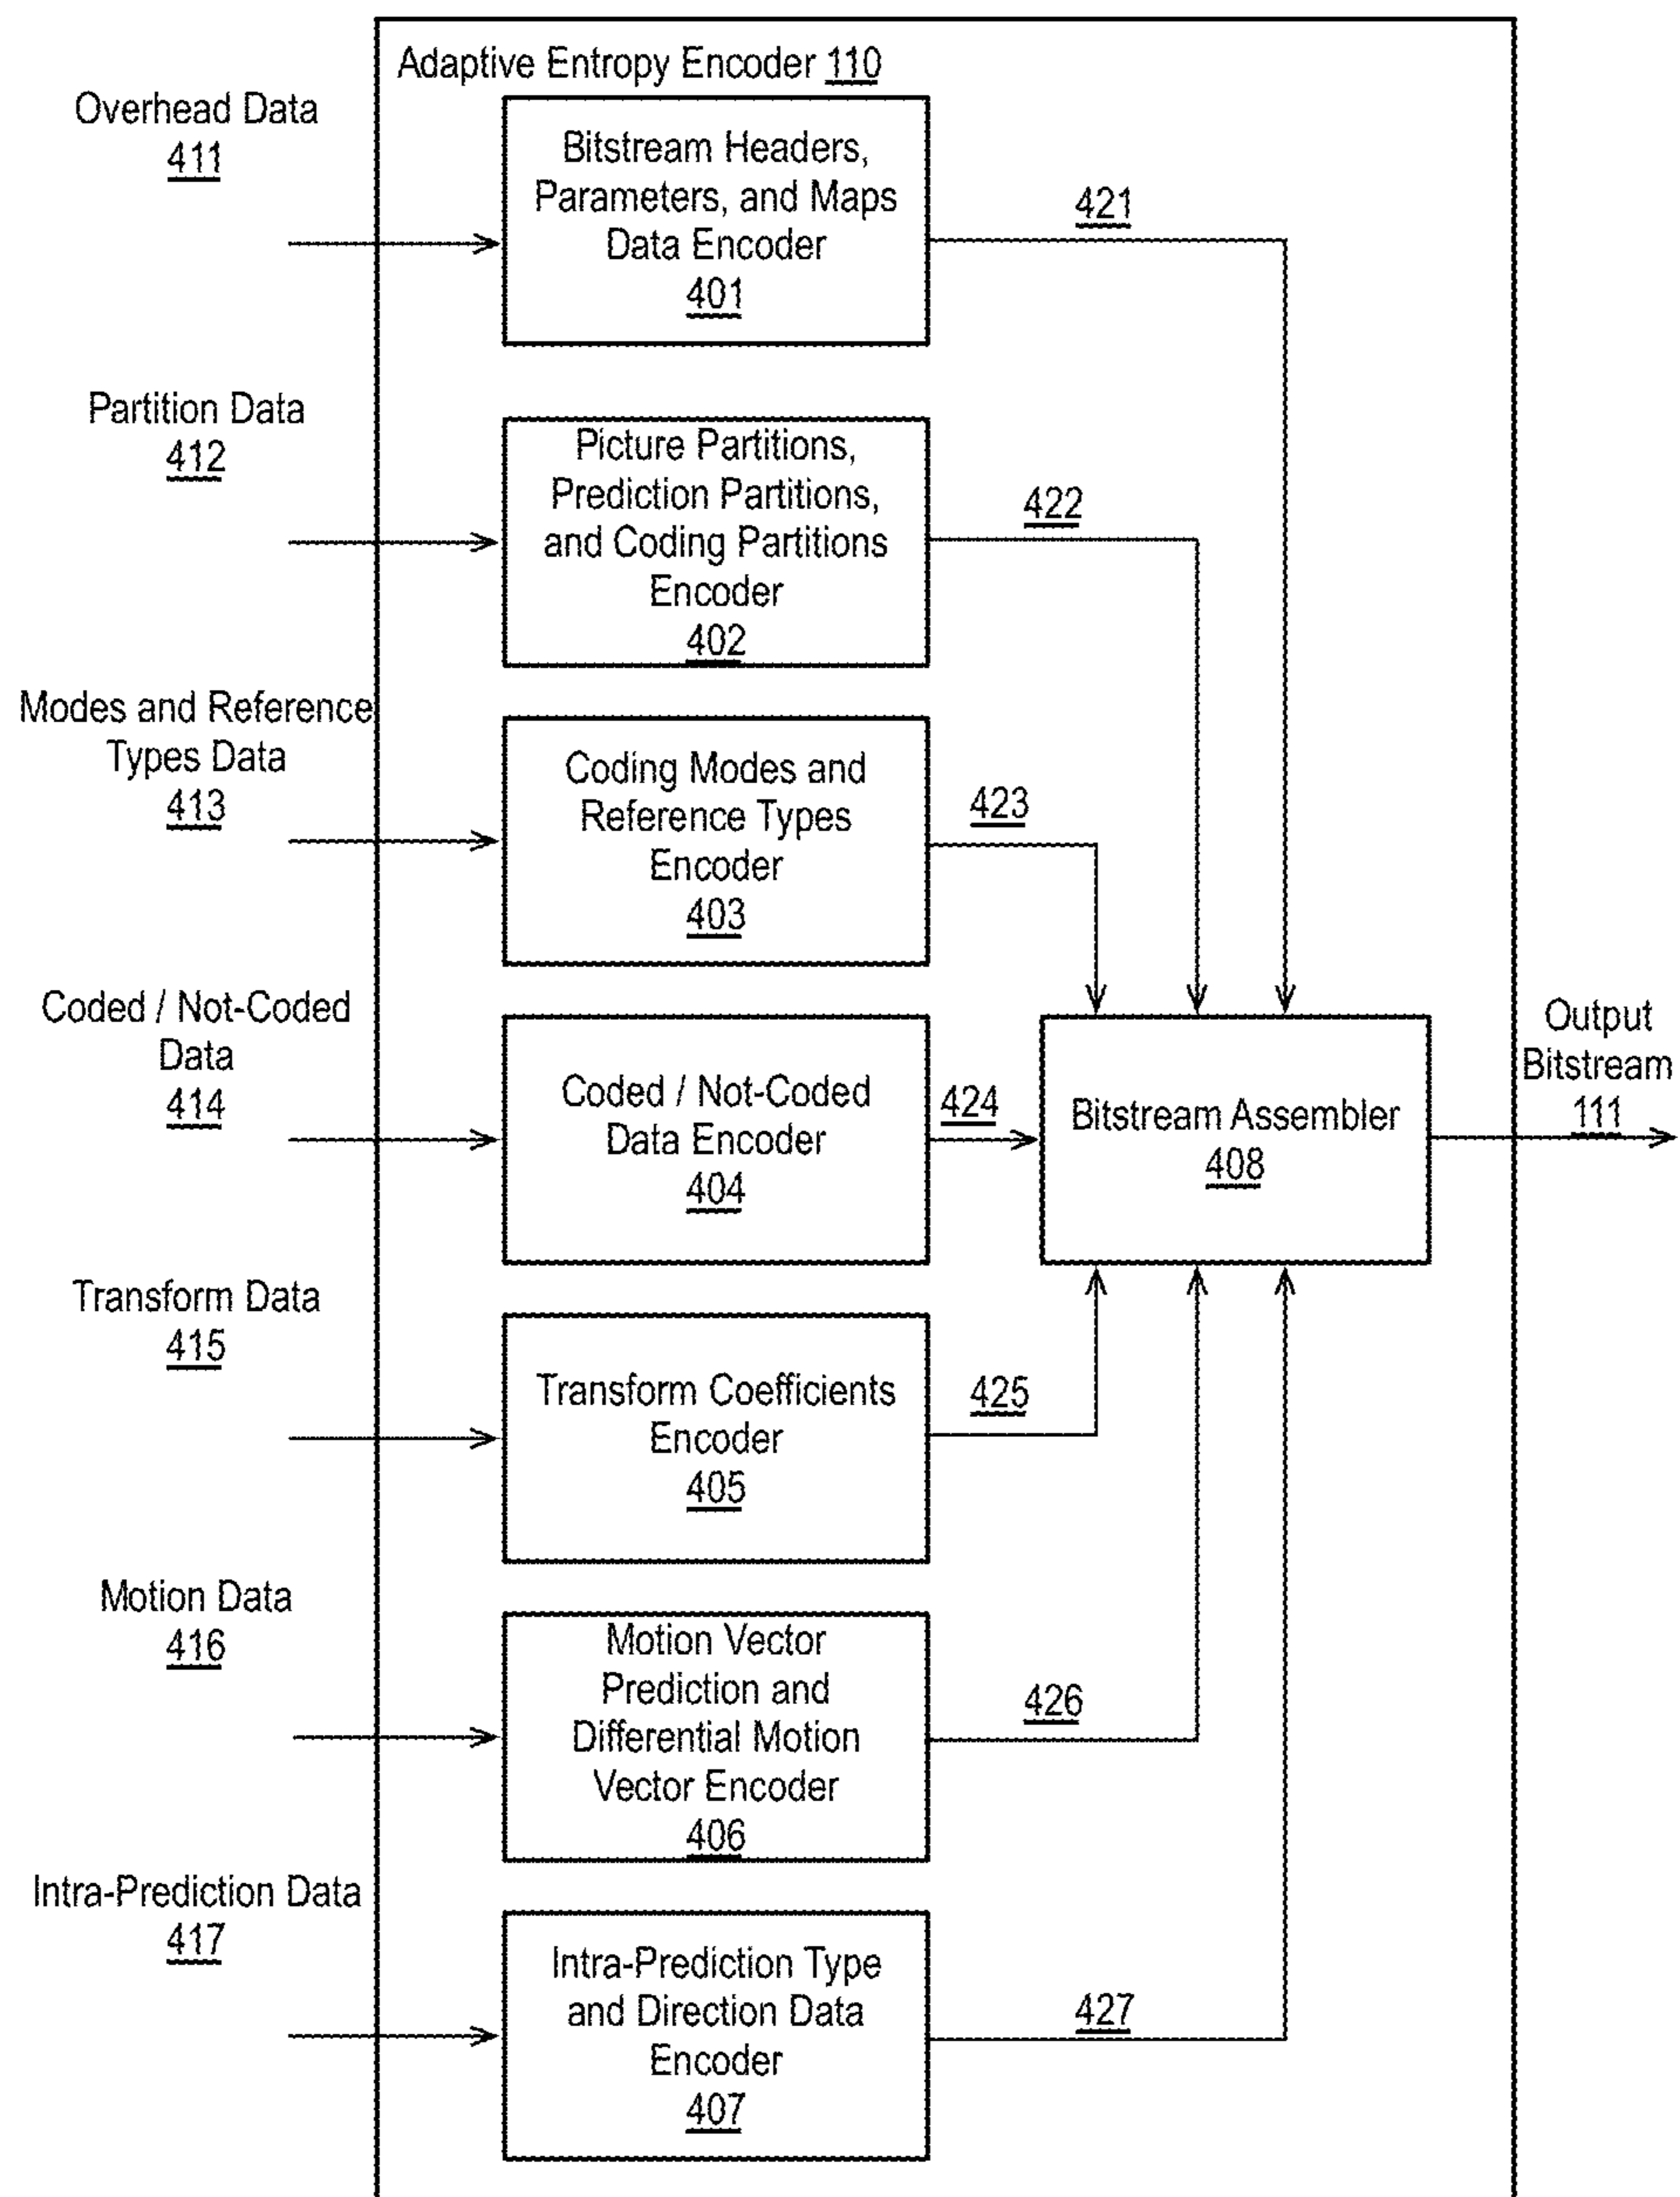 Adaptive Entropy Encoder 110
Overhead Data
411
Bitstream Headers,
Parameters, and Maps
Data Encoder
401
421
Partition Data
412
Picture Partitions,
Prediction Partitions,
and Coding Partitions
Encoder
402
422
Modes and Reference
Types Data
413
Coding Modes and
Reference Types
Encoder
403
423
Coded / Not-Coded
Data
414
Coded / Not-Coded
Data Encoder
404
424
Bitstream Assembler
408
Output
Bitstream
111
Transform Data
415
Transform Coefficients
Encoder
405
425
Motion Data
416
Motion Vector
Prediction and
Differential Motion
Vector Encoder
406
426
Intra-Prediction Data
417
Intra-Prediction Type
and Direction Data
Encoder
407
427